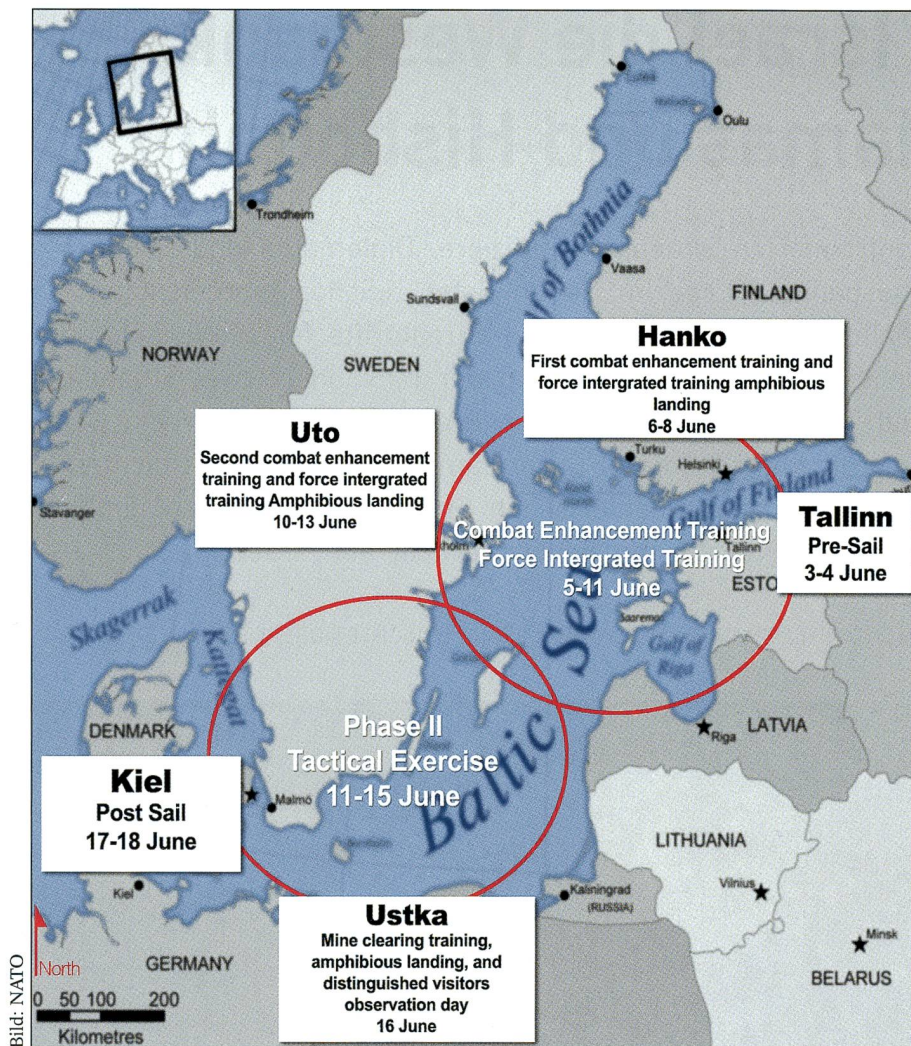 Oulu
Trondheim
Gulf of Bothnia
Vaasa
Sundsvall
FINLAND
NORWAY
SWEDEN
Hanko
First combat enhancement training and
force intergrated training amphibious
landing
6-8 June
Uto
Second combat enhancement
training and force intergrated
training Amphibious landing
10-13 June
Turku
Helsinki
Gulf of Finland
Stavanger
Combat Enhancement Training
Force Intergrated Training
5-11 June
Tallinn
Pre-Sail
3-4 June
Tallinn
ESTO
Saaremaa
Gulf of
Riga
Skagerrak
Kattegat
Baltic Sea
DENMARK
Phase II
Tactical Exercise
11-15 June
Riga
LATVIA
Kiel
Post Sail
17-18 June
Malmö
LITHUANIA
Vilnius
Kiel
Kaliningrad
(RUSSIA)
Ustka
Mine clearing training,
amphibious landing, and
distinguished visitors
observation day
16 June
Minsk
BELARUS
GERMANY
North
0 50 100 200
Kilometres
Bild: NATO